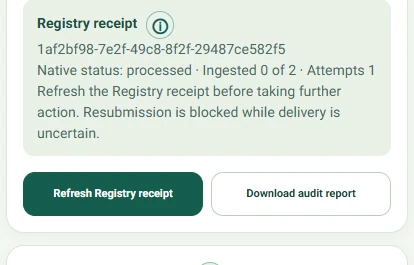 Registry receipt
1af2bf98-7e2f-49c8-8f2f-29487ce582f5
Native status: processed · Ingested 0 of 2 · Attempts 1
Refresh the Registry receipt before taking further
action. Resubmission is blocked while delivery is
uncertain.
Refresh Registry receipt
Download audit report